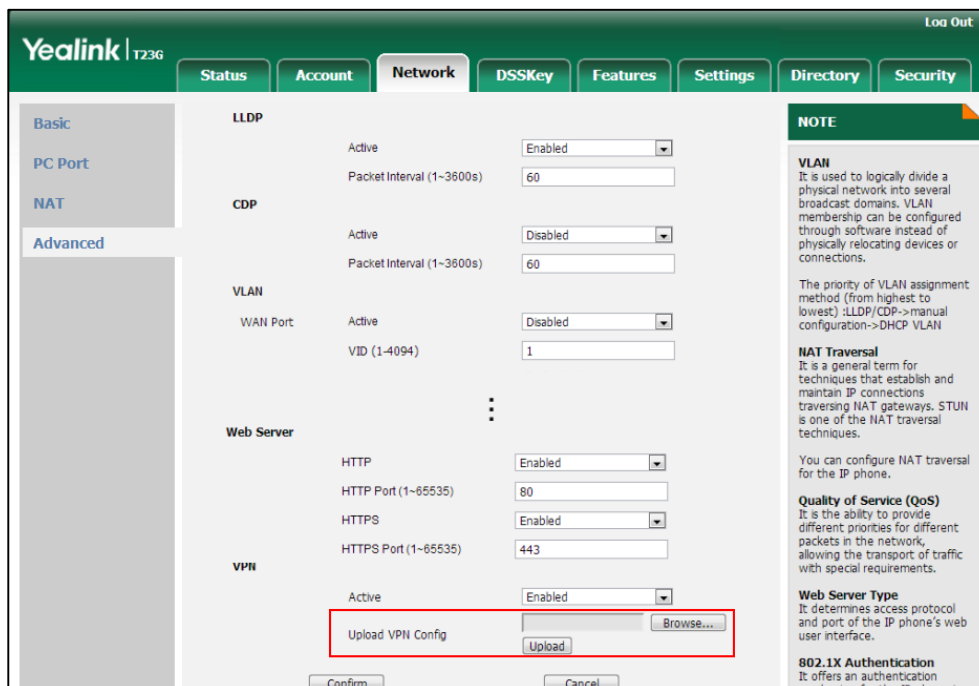 Log Out
Yealink | T23G
Status Account Network DSSKey Features Settings Directory Security
Basic
PC Port
NAT
Advanced
LLDP
Active Enabled
Packet Interval (1~3600s) 60
CDP
Active Disabled
Packet Interval (1~3600s) 60
VLAN
WAN Port Active Disabled
VID (1-4094) 1
Web Server
HTTP Enabled
HTTP Port (1~65535) 80
HTTPS Enabled
HTTPS Port (1~65535) 443
VPN
Active Enabled
Upload VPN Config Browse...
Upload
Confirm Cancel
NOTE
VLAN
It is used to logically divide a
physical network into several
broadcast domains. VLAN
membership can be configured
through software instead of
physically relocating devices or
connections.
The priority of VLAN assignment
method (from highest to
lowest) :LLDP/CDP->manual
configuration->DHCP VLAN
NAT Traversal
It is a general term for
techniques that establish and
maintain IP connections
traversing NAT gateways. STUN
is one of the NAT traversal
techniques.
You can configure NAT traversal
for the IP phone.
Quality of Service (QoS)
It is the ability to provide
different priorities for different
packets in the network,
allowing the transport of traffic
with special requirements.
Web Server Type
It determines access protocol
and port of the IP phone's web
user interface.
802.1X Authentication
It offers an authentication